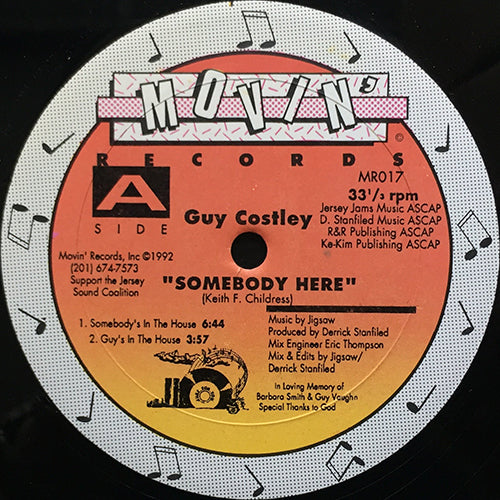 MOVIN'
©
RECORDS
MR017
A
SIDE
33 1/3 rpm
Jersey Jams Music ASCAP
D. Stanfiled Music ASCAP
R&R Publishing ASCAP
Ke-Kim Publishing ASCAP
Guy Costley
Movin' Records, Inc ©1992
(201) 674-7573
Support the Jersey
Sound Coalition
"SOMEBODY HERE"
(Keith F. Childress)
1. Somebody's In The House 6:44
2. Guy's In The House 3:57
Music by Jigsaw
Produced by Derrick Stanfiled
Mix Engineer Eric Thompson
Mix & Edits by Jigsaw/
Derrick Stanfiled
In Loving Memory of
Barbara Smith & Guy Vaughn
Special Thanks to God